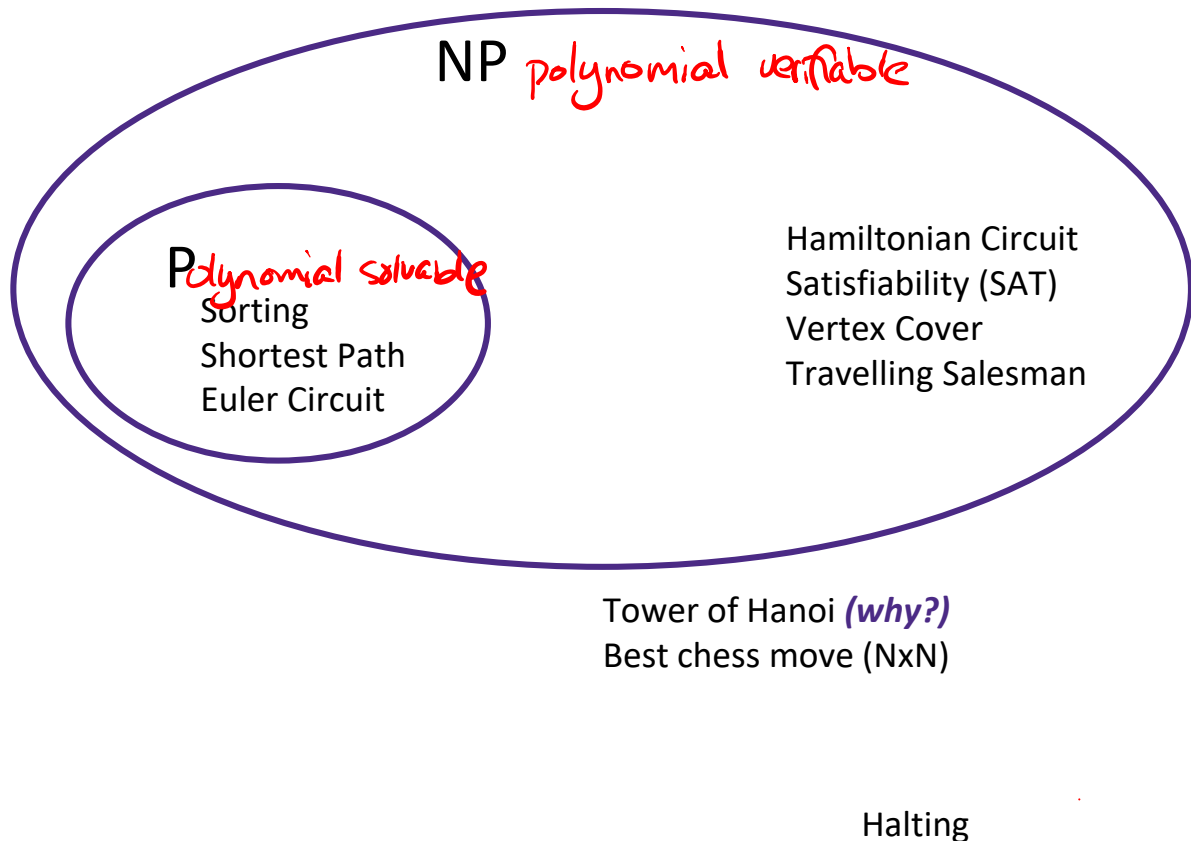 NP polynomial verifiable
Polynomial solvable
Sorting
Shortest Path
Euler Circuit
Hamiltonian Circuit
Satisfiability (SAT)
Vertex Cover
Travelling Salesman
Tower of Hanoi (why?)
Best chess move (NxN)
Halting